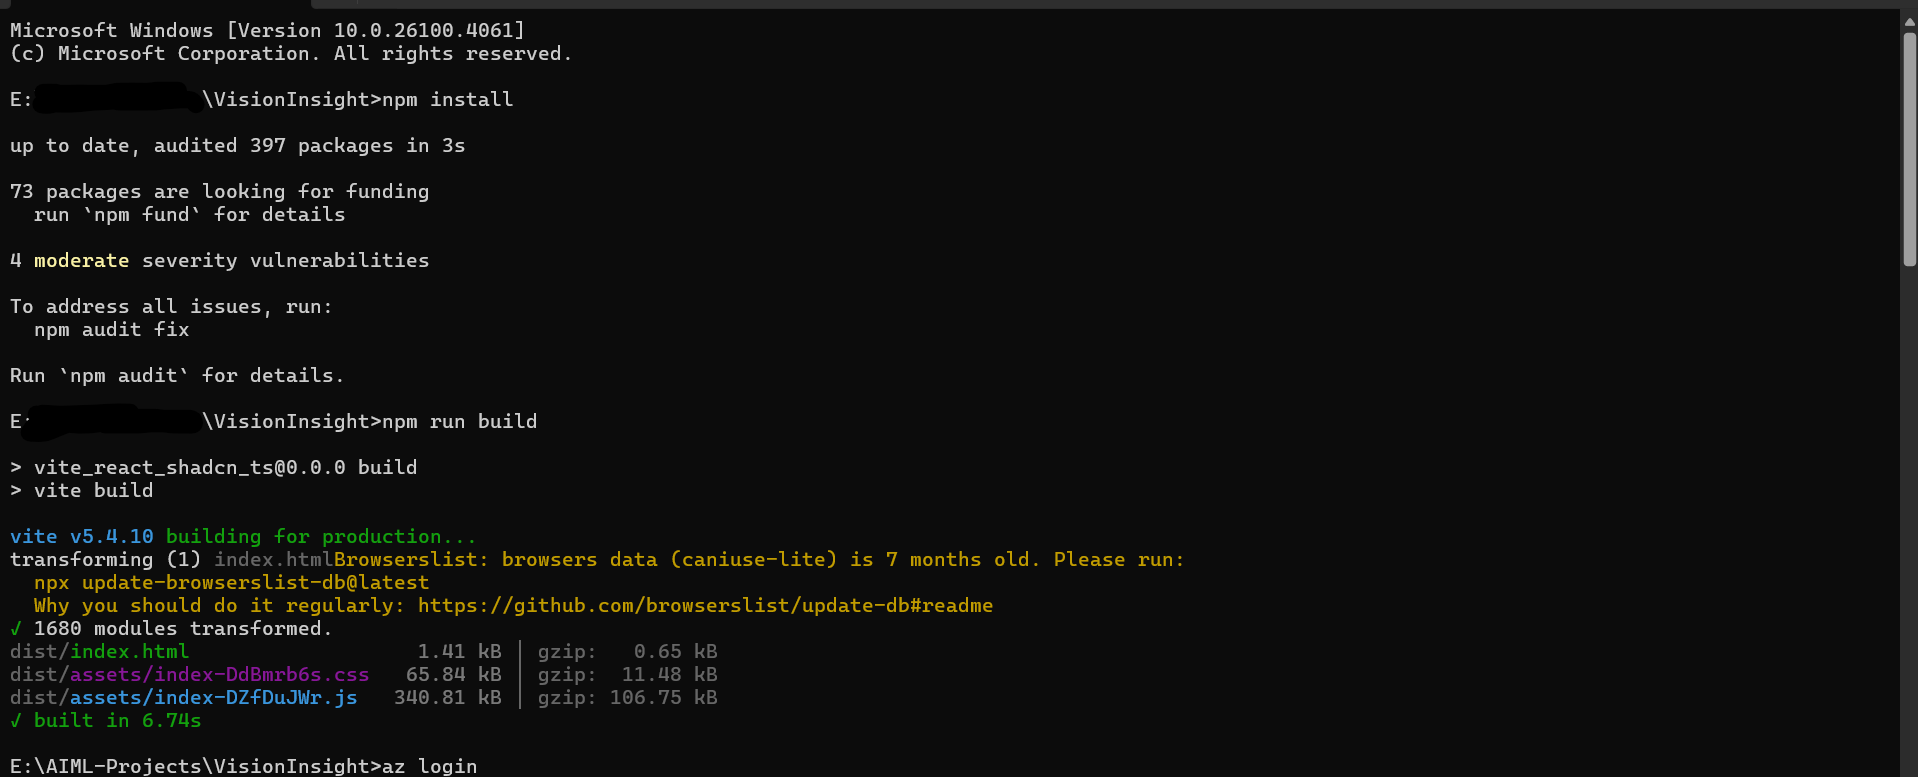 Microsoft Windows [Version 10.0.26100.4061]
(c) Microsoft Corporation. All rights reserved.
E: \VisionInsight>npm install
up to date, audited 397 packages in 3s
73 packages are looking for funding
  run `npm fund` for details
4 moderate severity vulnerabilities
To address all issues, run:
  npm audit fix
Run `npm audit` for details.
E: \VisionInsight>npm run build
> vite_react_shadcn_ts@0.0.0 build
> vite build
vite v5.4.10 building for production...
transforming (1) index.htmlBrowserslist: browsers data (caniuse-lite) is 7 months old. Please run:
  npx update-browserslist-db@latest
  Why you should do it regularly: https://github.com/browserslist/update-db#readme
√ 1680 modules transformed.
dist/index.html                   1.41 kB │ gzip:   0.65 kB
dist/assets/index-DdBmrb6s.css   65.84 kB │ gzip:  11.48 kB
dist/assets/index-DZfDuJWr.js   340.81 kB │ gzip: 106.75 kB
√ built in 6.74s
E:\AIML-Projects\VisionInsight>az login